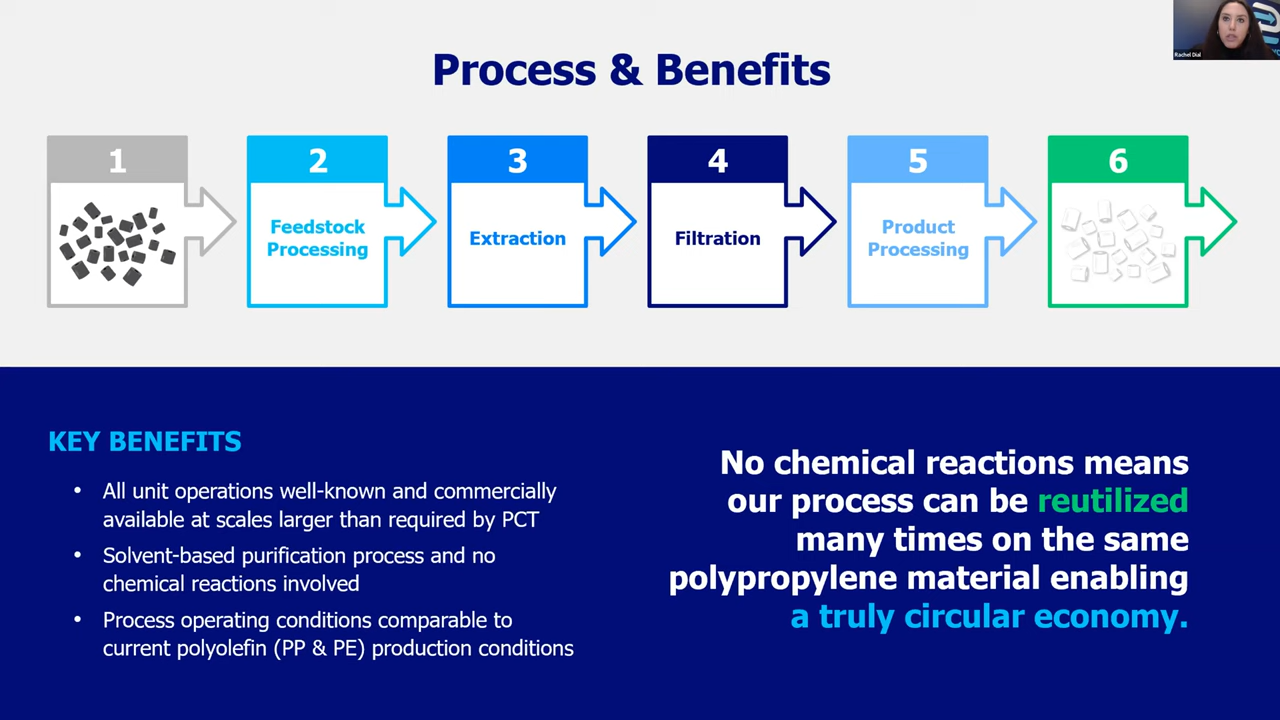 Rachel Dial
Process & Benefits
1
2
3
4
5
6
Feedstock
Processing
Extraction
Filtration
Product
Processing
KEY BENEFITS
• All unit operations well-known and commercially
available at scales larger than required by PCT
• Solvent-based purification process and no
chemical reactions involved
• Process operating conditions comparable to
current polyolefin (PP & PE) production conditions
No chemical reactions means
our process can be reutilized
many times on the same
polypropylene material enabling
a truly circular economy.